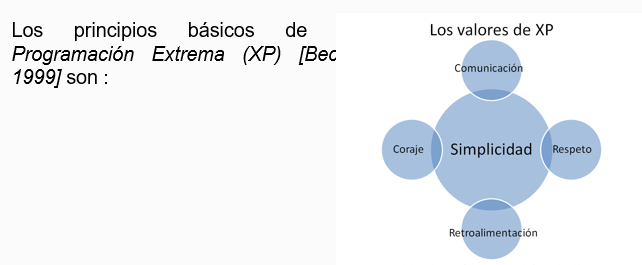 Los principios básicos de
Programación Extrema (XP) [Bec
1999] son :
Los valores de XP
Comunicación
Coraje
Simplicidad
Respeto
Retroalimentación